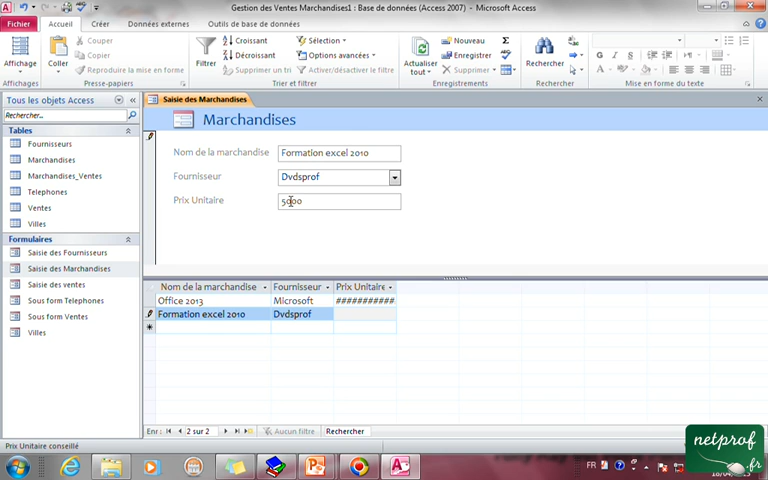 Gestion des Ventes Marchandises1 : Base de données (Access 2007) - Microsoft Access
Fichier Accueil Créer Données externes Outils de base de données
Couper
Copier
Reproduire la mise en forme
Affichage Coller
Affichages Presse-papiers
Croissant
Décroissant
Supprimer un tri
Filtrer
Sélection
Options avancées
Activer/désactiver le filtre
Trier et filtrer
Actualiser tout
Nouveau
Enregistrer
Supprimer
Enregistrements
Rechercher
Rechercher
G I S
A
Mise en forme du texte
Tous les objets Access
Rechercher...
Tables
Fournisseurs
Marchandises
Marchandises_Ventes
Telephones
Ventes
Villes
Formulaires
Saisie des Fournisseurs
Saisie des Marchandises
Saisie des ventes
Sous form Telephones
Sous form Ventes
Villes
Saisie des Marchandises
Marchandises
Nom de la marchandise Formation excel 2010
Fournisseur Dvdsprof
Prix Unitaire 5000
Nom de la marchandise Fournisseur Prix Unitaire
Office 2013 Microsoft ############
Formation excel 2010 Dvdsprof
Enr : 2 sur 2 Aucun filtre Rechercher
Prix Unitaire conseillé
FR
netprof
.fr